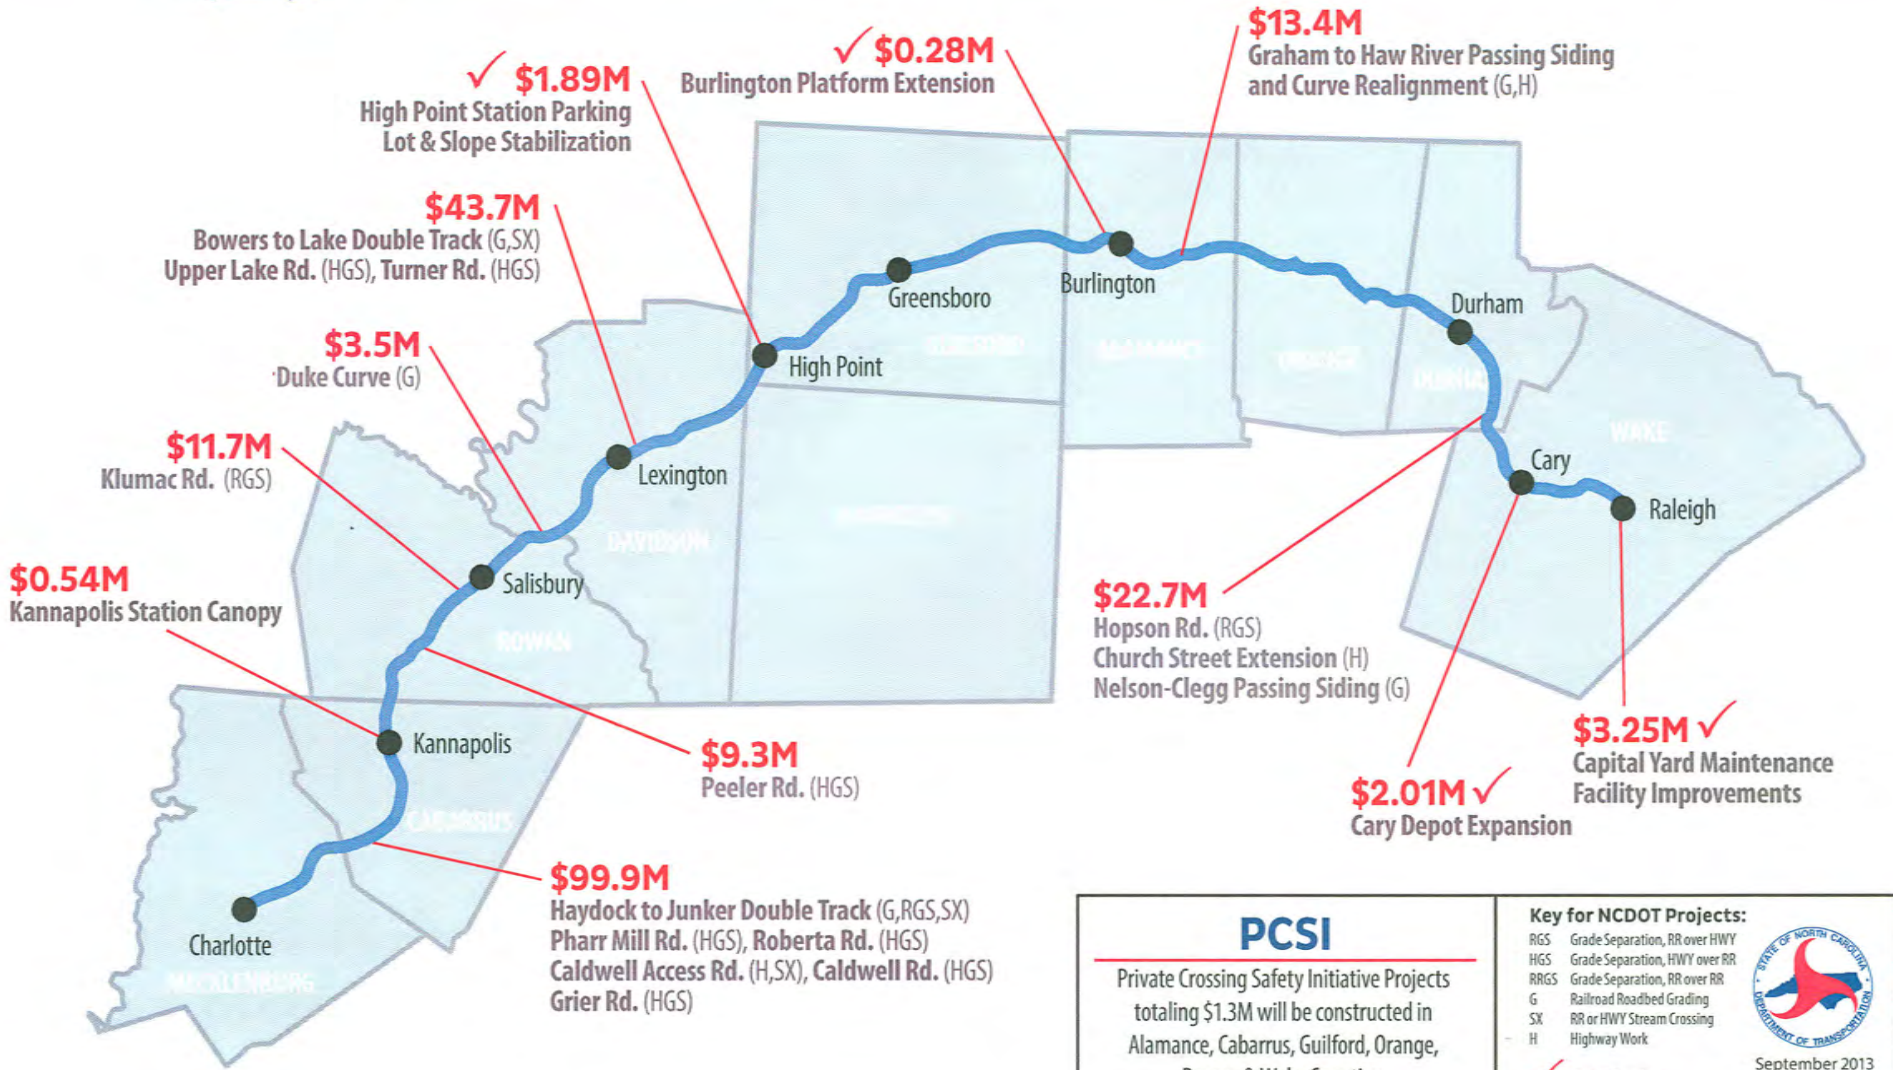 $13.4M
Graham to Haw River Passing Siding
and Curve Realignment (G,H)
✓ $0.28M
Burlington Platform Extension
✓ $1.89M
High Point Station Parking
Lot & Slope Stabilization
$43.7M
Bowers to Lake Double Track (G,SX)
Upper Lake Rd. (HGS), Turner Rd. (HGS)
$3.5M
Duke Curve (G)
$11.7M
Klumac Rd. (RGS)
$0.54M
Kannapolis Station Canopy
Greensboro
Burlington
Durham
High Point
Lexington
Cary
Raleigh
Salisbury
Kannapolis
Charlotte
ALAMANCE
ORANGE
DURHAM
WAKE
DAVIDSON
ROWAN
CABARRUS
MECKLENBURG
$22.7M
Hopson Rd. (RGS)
Church Street Extension (H)
Nelson-Clegg Passing Siding (G)
$3.25M ✓
Capital Yard Maintenance
Facility Improvements
$2.01M ✓
Cary Depot Expansion
$9.3M
Peeler Rd. (HGS)
$99.9M
Haydock to Junker Double Track (G,RGS,SX)
Pharr Mill Rd. (HGS), Roberta Rd. (HGS)
Caldwell Access Rd. (H,SX), Caldwell Rd. (HGS)
Grier Rd. (HGS)
PCSI
Private Crossing Safety Initiative Projects
totaling $1.3M will be constructed in
Alamance, Cabarrus, Guilford, Orange,
Key for NCDOT Projects:
RGS Grade Separation, RR over HWY
HGS Grade Separation, HWY over RR
RRGS Grade Separation, RR over RR
G Railroad Roadbed Grading
SX RR or HWY Stream Crossing
H Highway Work
STATE OF NORTH CAROLINA
DEPARTMENT OF TRANSPORTATION
September 2013